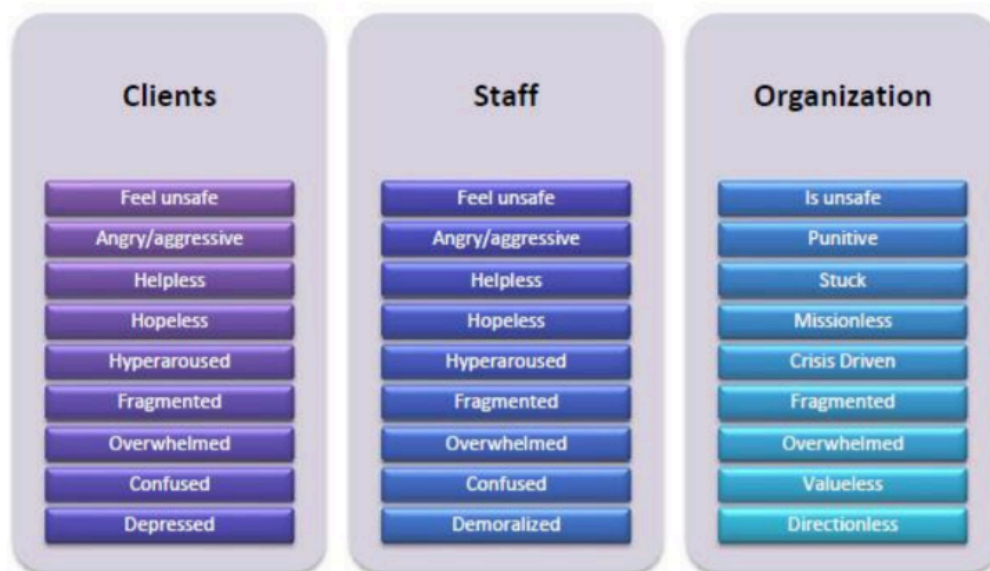 Clients
Feel unsafe
Angry/aggressive
Helpless
Hopeless
Hyperaroused
Fragmented
Overwhelmed
Confused
Depressed
Staff
Feel unsafe
Angry/aggressive
Helpless
Hopeless
Hyperaroused
Fragmented
Overwhelmed
Confused
Demoralized
Organization
Is unsafe
Punitive
Stuck
Missionless
Crisis Driven
Fragmented
Overwhelmed
Valueless
Directionless